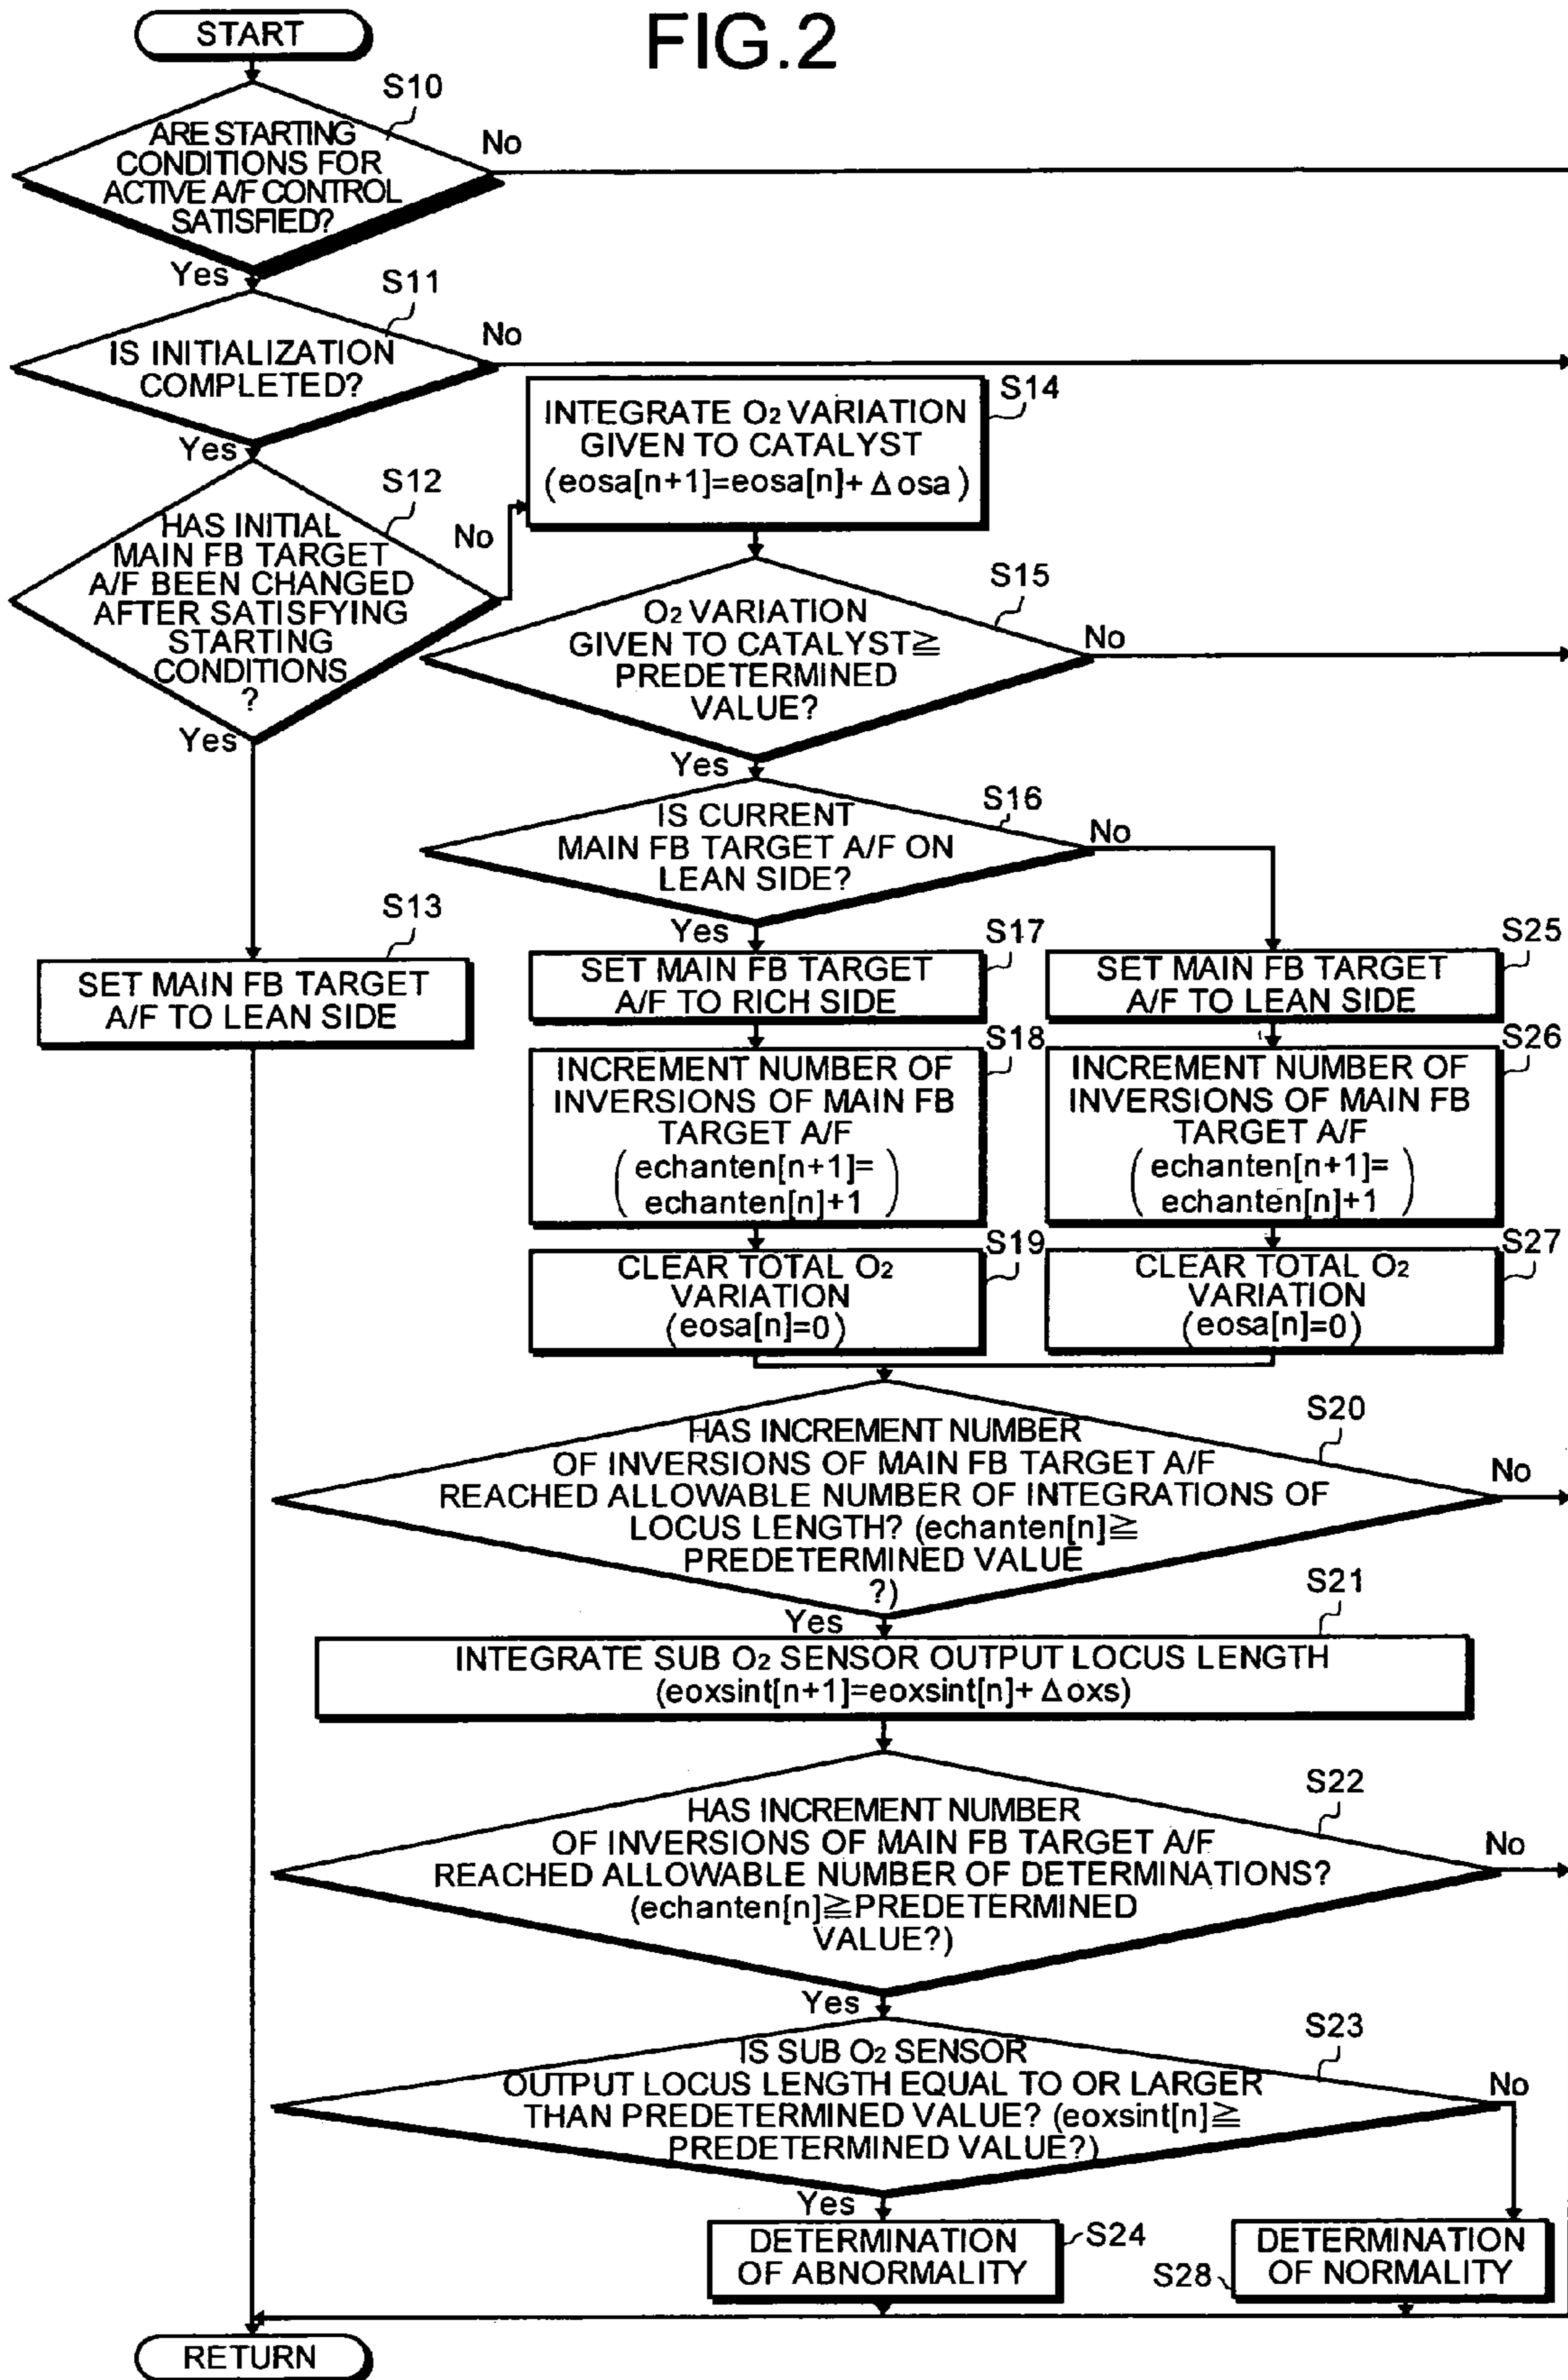 FIG.2
START
S10
ARE STARTING
CONDITIONS FOR
ACTIVE A/F CONTROL
SATISFIED?
No
Yes
S11
IS INITIALIZATION
COMPLETED?
No
Yes
S12
HAS INITIAL
MAIN FB TARGET
A/F BEEN CHANGED
AFTER SATISFYING
STARTING
CONDITIONS
?
No
Yes
S13
SET MAIN FB TARGET
A/F TO LEAN SIDE
S14
INTEGRATE O₂ VARIATION
GIVEN TO CATALYST
(eosa[n+1]=eosa[n]+Δosa)
S15
O₂ VARIATION
GIVEN TO CATALYST≧
PREDETERMINED
VALUE?
No
Yes
S16
IS CURRENT
MAIN FB TARGET A/F ON
LEAN SIDE?
No
Yes
S17
SET MAIN FB TARGET
A/F TO RICH SIDE
S18
INCREMENT NUMBER OF
INVERSIONS OF MAIN FB
TARGET A/F
(echanten[n+1]=
echanten[n]+1)
S19
CLEAR TOTAL O₂
VARIATION
(eosa[n]=0)
S25
SET MAIN FB TARGET
A/F TO LEAN SIDE
S26
INCREMENT NUMBER OF
INVERSIONS OF MAIN FB
TARGET A/F
(echanten[n+1]=
echanten[n]+1)
S27
CLEAR TOTAL O₂
VARIATION
(eosa[n]=0)
S20
HAS INCREMENT NUMBER
OF INVERSIONS OF MAIN FB TARGET A/F
REACHED ALLOWABLE NUMBER OF INTEGRATIONS OF
LOCUS LENGTH? (echanten[n]≧
PREDETERMINED VALUE
?)
No
Yes
S21
INTEGRATE SUB O₂ SENSOR OUTPUT LOCUS LENGTH
(eoxsint[n+1]=eoxsint[n]+Δoxs)
S22
HAS INCREMENT NUMBER
OF INVERSIONS OF MAIN FB TARGET A/F
REACHED ALLOWABLE NUMBER OF DETERMINATIONS?
(echanten[n]≧PREDETERMINED
VALUE?)
No
Yes
S23
IS SUB O₂ SENSOR
OUTPUT LOCUS LENGTH EQUAL TO OR LARGER
THAN PREDETERMINED VALUE? (eoxsint[n]≧
PREDETERMINED VALUE?)
No
Yes
DETERMINATION
OF ABNORMALITY
S24
S28
DETERMINATION
OF NORMALITY
RETURN